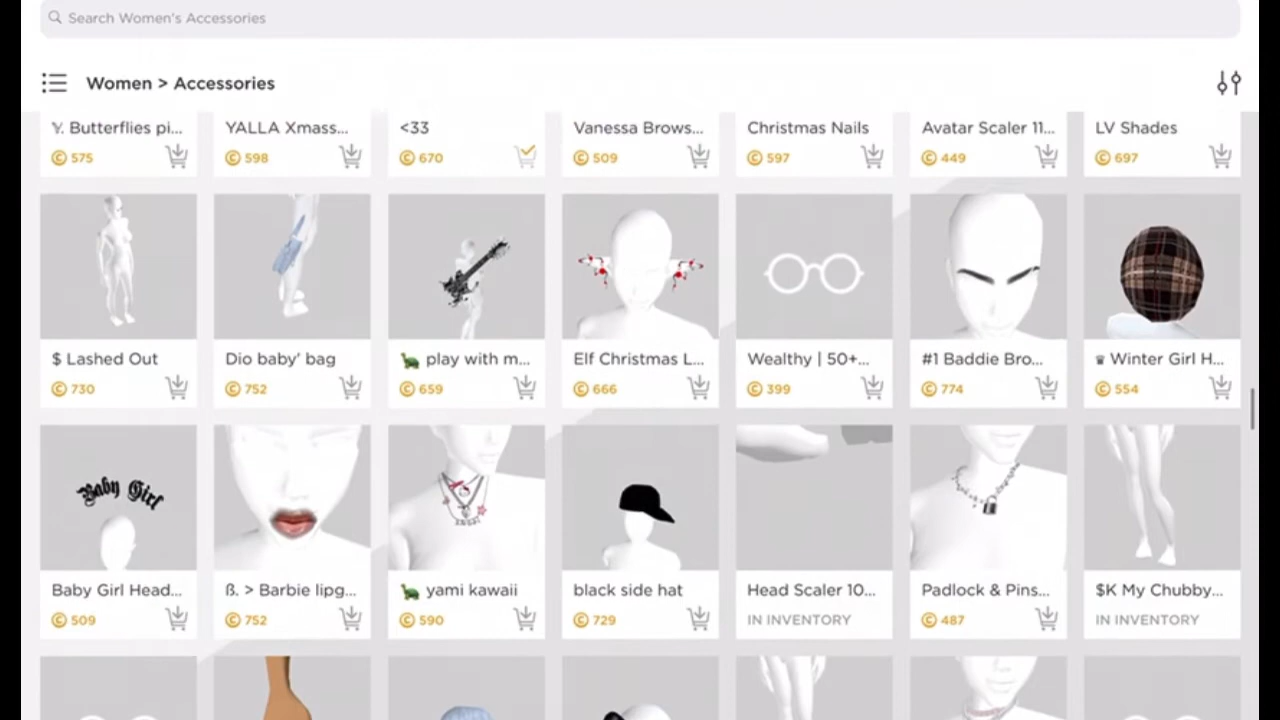 Search Women's Accessories
Women > Accessories
Y. Butterflies pi... YALLA Xmass... <33 Vanessa Brows... Christmas Nails Avatar Scaler 11... LV Shades
575 598 670 509 597 449 697
$ Lashed Out Dio baby' bag 🐢 play with m... Elf Christmas L... Wealthy | 50+... #1 Baddie Bro... ♛ Winter Girl H...
730 752 659 666 399 774 554
Baby Girl
Baby Girl Head... ß. > Barbie lipg... 🐢 yami kawaii black side hat Head Scaler 10... Padlock & Pins... $K My Chubby...
509 752 590 729 IN INVENTORY 487 IN INVENTORY